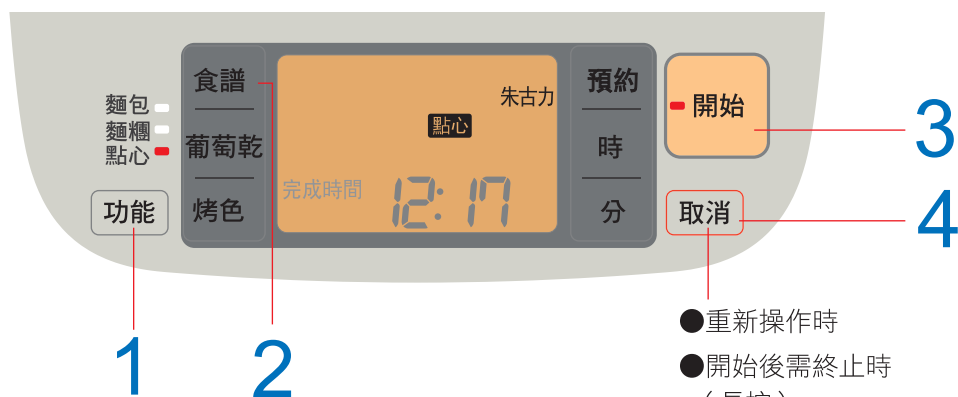 麵包
麵糰
點心
功能
食譜
葡萄乾
烤色
朱古力
點心
完成時間
12:17
預約
時
分
開始
取消
3
4
1
2
●重新操作時
●開始後需終止時
（長按）